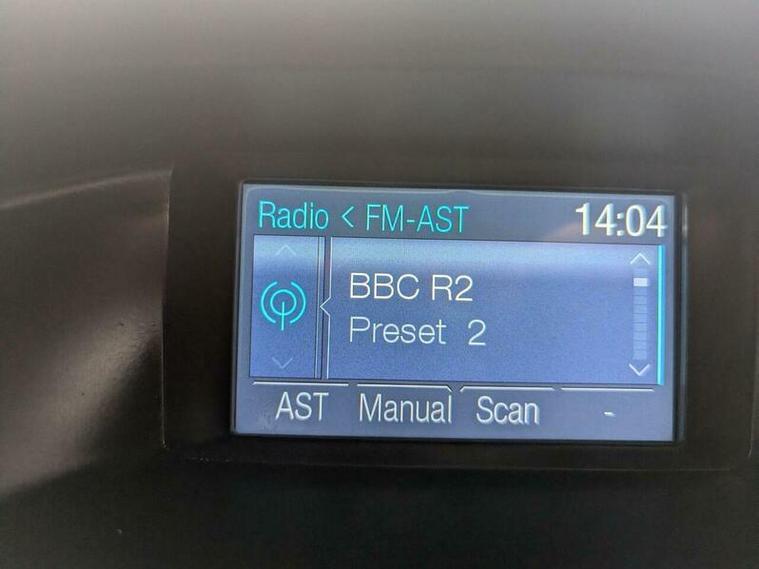 Radio < FM-AST 14:04
BBC R2
Preset 2
AST Manual Scan -